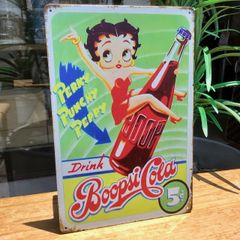 PERKY
PUNCHY
PEPPY
BOOP
Drink
Boopsi Cola
5¢